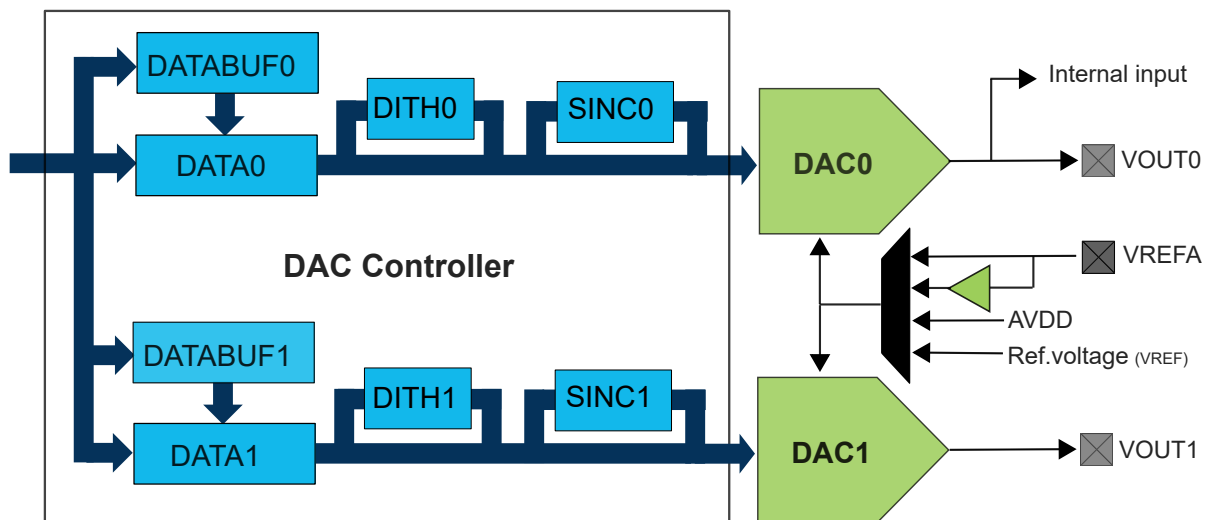 DATABUF0
Internal input
DITH0
SINC0
DATA0
DAC0
VOUT0
DAC Controller
VREFA
AVDD
DATABUF1
Ref.voltage (VREF)
DITH1
SINC1
DATA1
DAC1
VOUT1